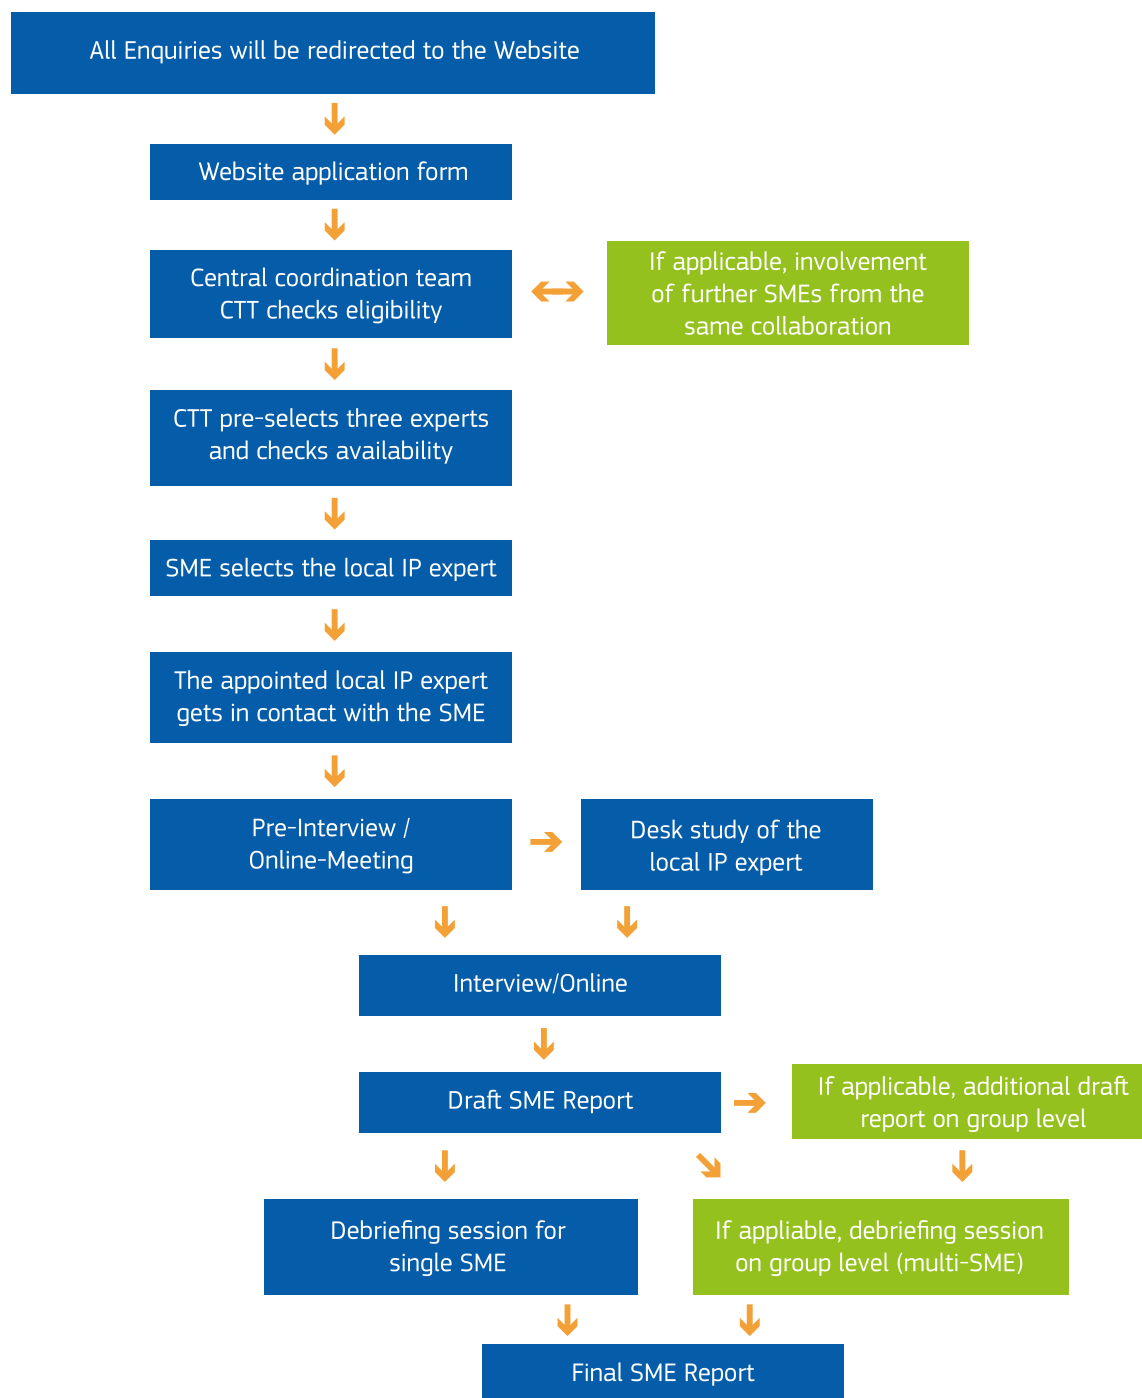 All Enquiries will be redirected to the Website
Website application form
Central coordination team
CTT checks eligibility
If applicable, involvement
of further SMEs from the
same collaboration
CTT pre-selects three experts
and checks availability
SME selects the local IP expert
The appointed local IP expert
gets in contact with the SME
Pre-Interview /
Online-Meeting
Desk study of the
local IP expert
Interview/Online
Draft SME Report
If applicable, additional draft
report on group level
Debriefing session for
single SME
If appliable, debriefing session
on group level (multi-SME)
Final SME Report